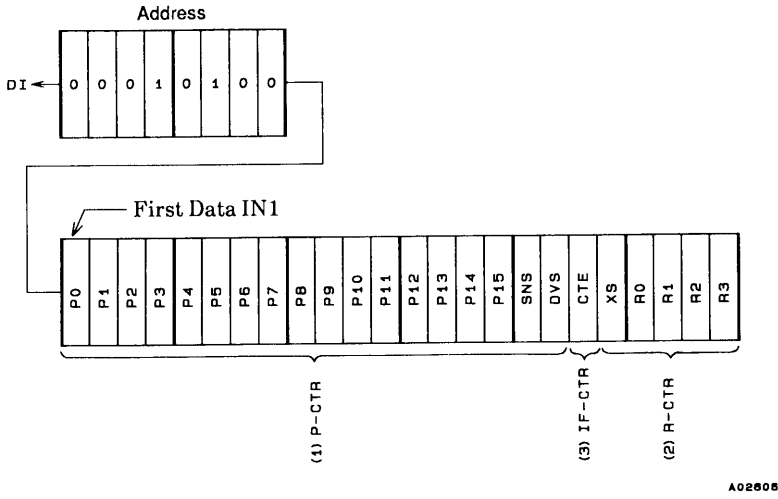 Address
DI
0 0 0 1 0 1 0 0
First Data IN1
P0 P1 P2 P3 P4 P5 P6 P7 P8 P9 P10 P11 P12 P13 P14 P15 SNS DVS CTE XS R0 R1 R2 R3
(1) P-CTR
(3) IF-CTR
(2) R-CTR
A02605